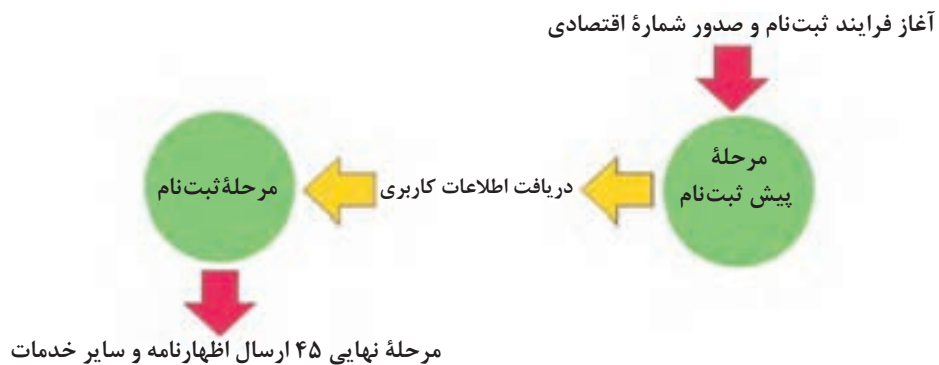 آغاز فرایند ثبت‌نام و صدور شمارهٔ اقتصادی
مرحلهٔ
پیش ثبت‌نام
دریافت اطلاعات کاربری
مرحلهٔ ثبت‌نام
مرحلهٔ نهایی ۴۵ ارسال اظهارنامه و سایر خدمات